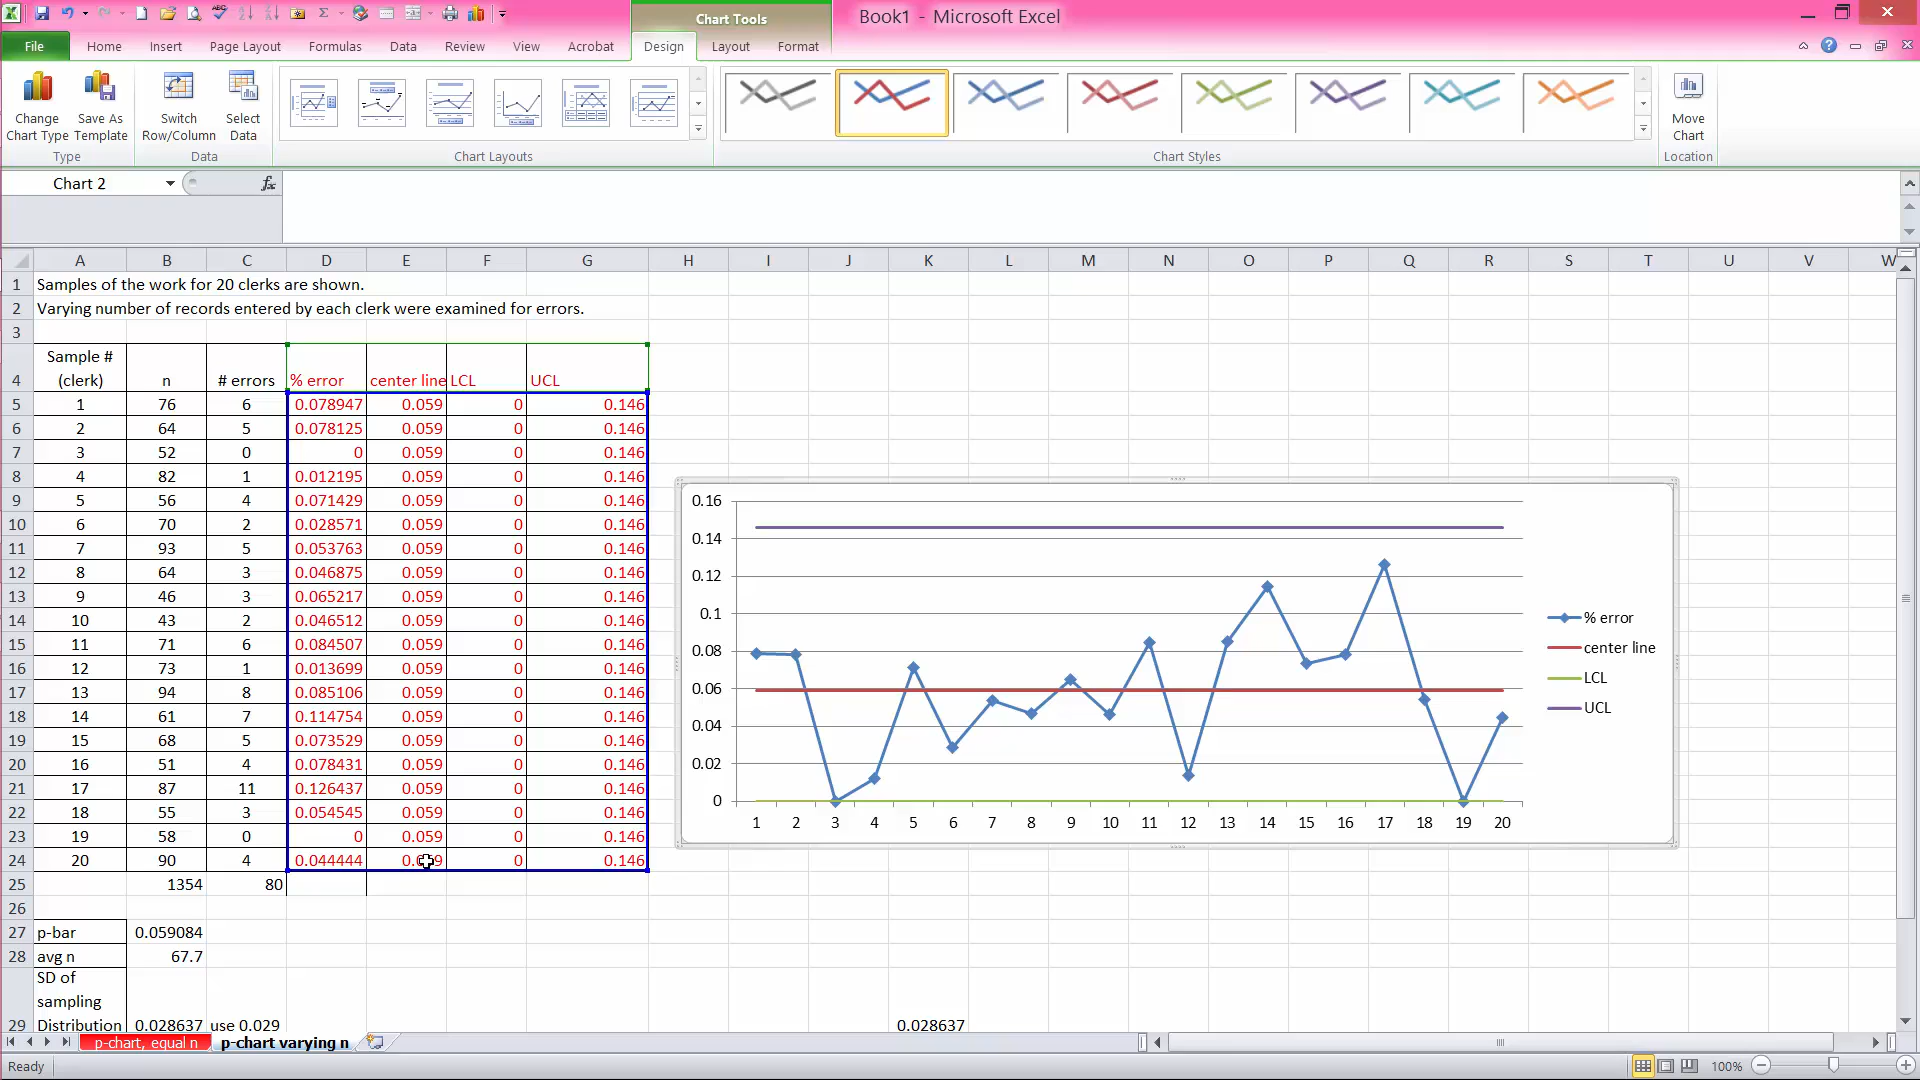 Chart Tools
Book1 - Microsoft Excel
File Home Insert Page Layout Formulas Data Review View Acrobat Design Layout Format
Change Chart Type
Save As Template
Switch Row/Column
Select Data
Move Chart
Type Data Chart Layouts Chart Styles Location
Chart 2 fx
A B C D E F G H I J K L M N O P Q R S T U V W
1 Samples of the work for 20 clerks are shown.
2 Varying number of records entered by each clerk were examined for errors.
3
4 Sample # (clerk) n # errors % error center line LCL UCL
5 1 76 6 0.078947 0.059 0 0.146
6 2 64 5 0.078125 0.059 0 0.146
7 3 52 0 0 0.059 0 0.146
8 4 82 1 0.012195 0.059 0 0.146
9 5 56 4 0.071429 0.059 0 0.146
10 6 70 2 0.028571 0.059 0 0.146
11 7 93 5 0.053763 0.059 0 0.146
12 8 64 3 0.046875 0.059 0 0.146
13 9 46 3 0.065217 0.059 0 0.146
14 10 43 2 0.046512 0.059 0 0.146
15 11 71 6 0.084507 0.059 0 0.146
16 12 73 1 0.013699 0.059 0 0.146
17 13 94 8 0.085106 0.059 0 0.146
18 14 61 7 0.114754 0.059 0 0.146
19 15 68 5 0.073529 0.059 0 0.146
20 16 51 4 0.078431 0.059 0 0.146
21 17 87 11 0.126437 0.059 0 0.146
22 18 55 3 0.054545 0.059 0 0.146
23 19 58 0 0 0.059 0 0.146
24 20 90 4 0.044444 0 0.146
25 1354 80
26
27 p-bar 0.059084
28 avg n 67.7
SD of
sampling
29 Distribution 0.028637 use 0.029 0.028637
0.16
0.14
0.12
0.1
0.08
0.06
0.04
0.02
0
1 2 3 4 5 6 7 8 9 10 11 12 13 14 15 16 17 18 19 20
% error
center line
LCL
UCL
p-chart, equal n p-chart varying n
Ready 100%